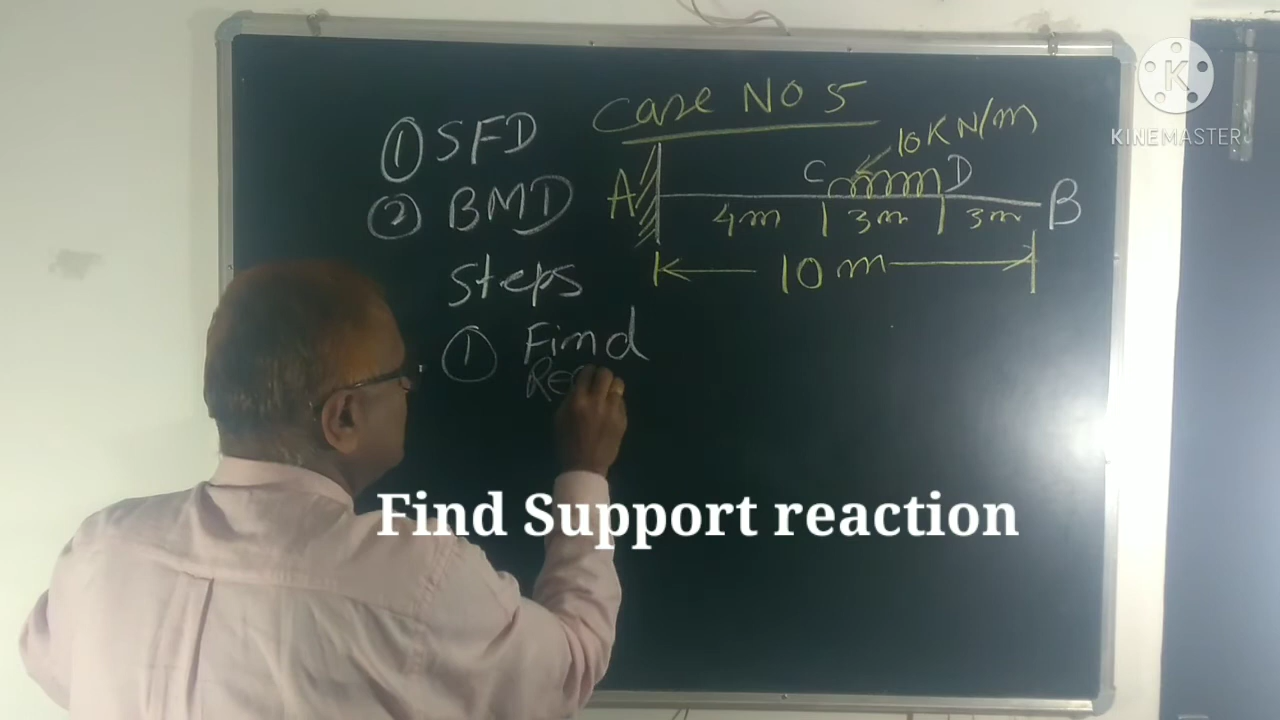 Case No 5
① SFD
② BMD
10 KN/m
A
C
D
B
4m
3m
3m
10 m
Steps
① Find
Rea
Find Support reaction
K
KINEMASTER